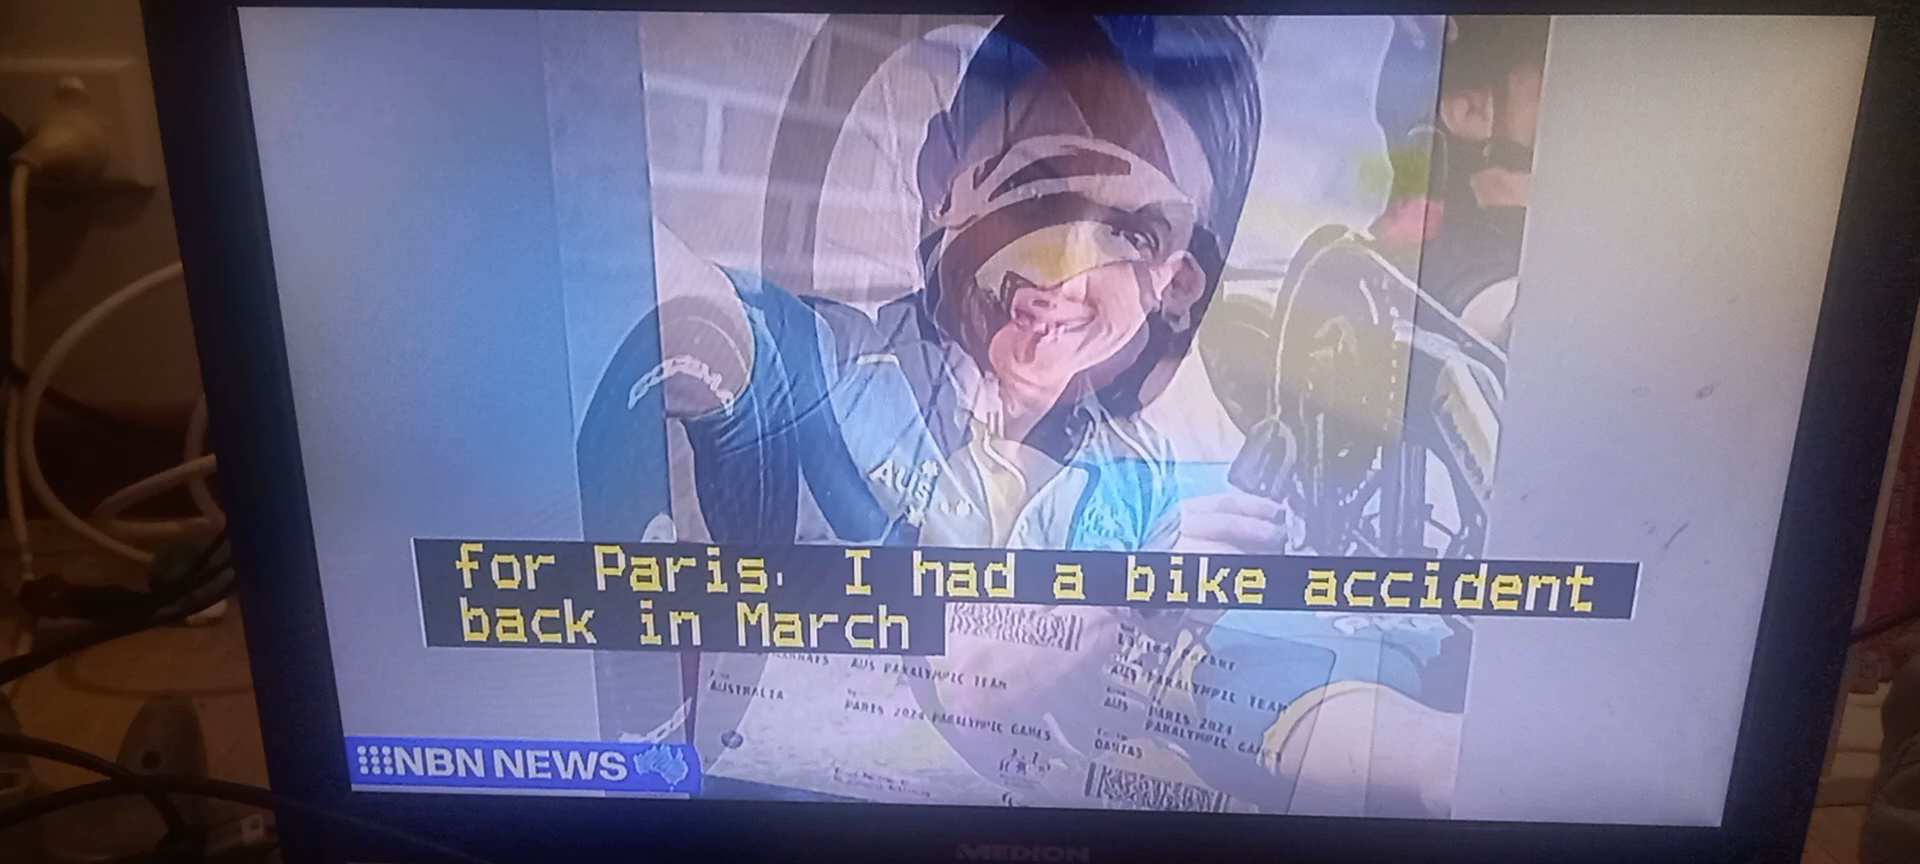 AUS
for Paris. I had a bike accident
back in March
AUS PARALYMPIC TEAM
AUSTRALIA
PARIS 2024 PARALYMPIC GAMES
AUS PARALYMPIC TEAM
AUS
PARIS 2024
PARALYMPIC GA
QANTAS
NBN NEWS
MEDION